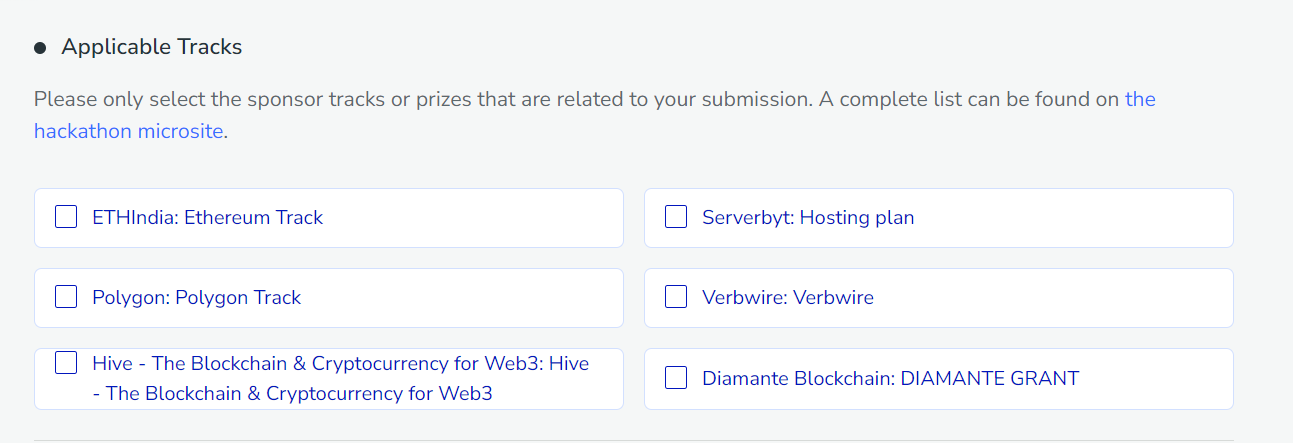 Applicable Tracks
Please only select the sponsor tracks or prizes that are related to your submission. A complete list can be found on the
hackathon microsite.
ETHIndia: Ethereum Track
Serverbyt: Hosting plan
Polygon: Polygon Track
Verbwire: Verbwire
Hive - The Blockchain & Cryptocurrency for Web3: Hive
- The Blockchain & Cryptocurrency for Web3
Diamante Blockchain: DIAMANTE GRANT